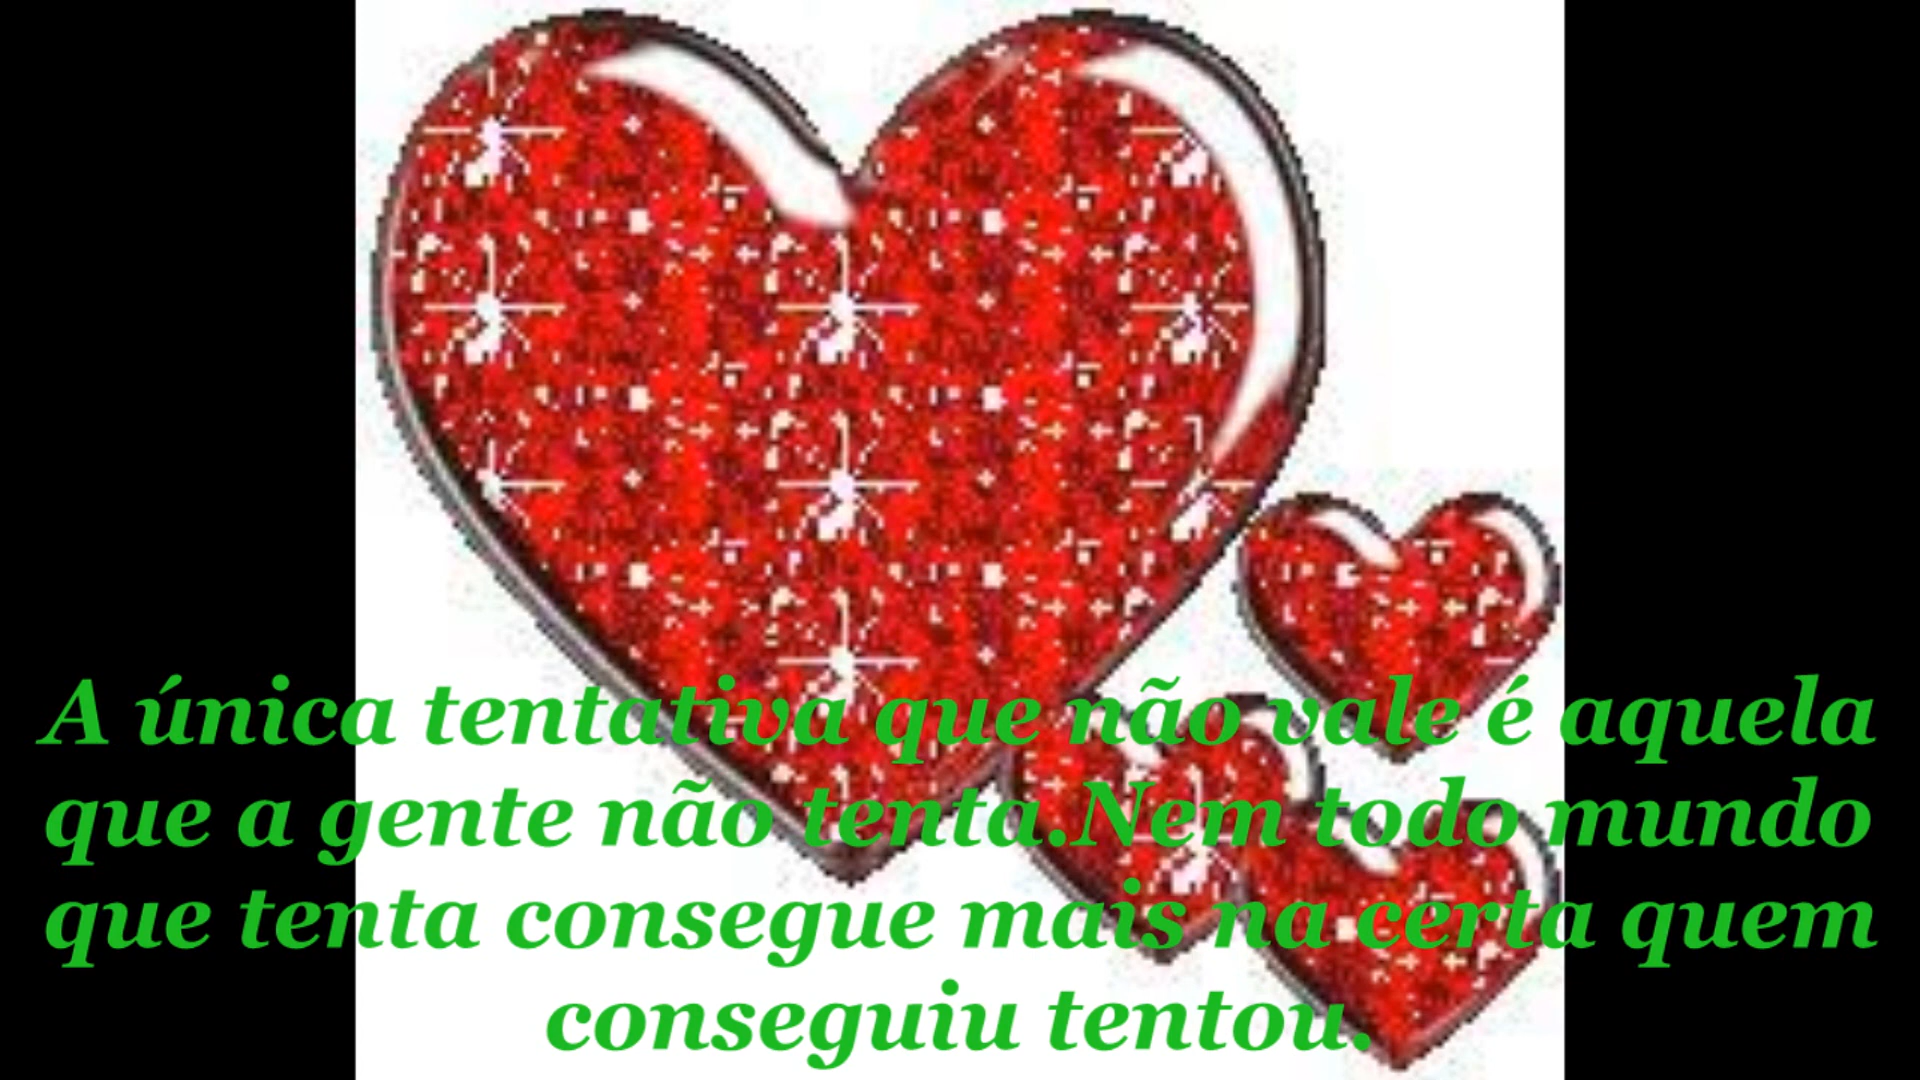 A única tentativa que não vale é aquela
que a gente não tenta.Nem todo mundo
que tenta consegue mais na certa quem
conseguiu tentou.